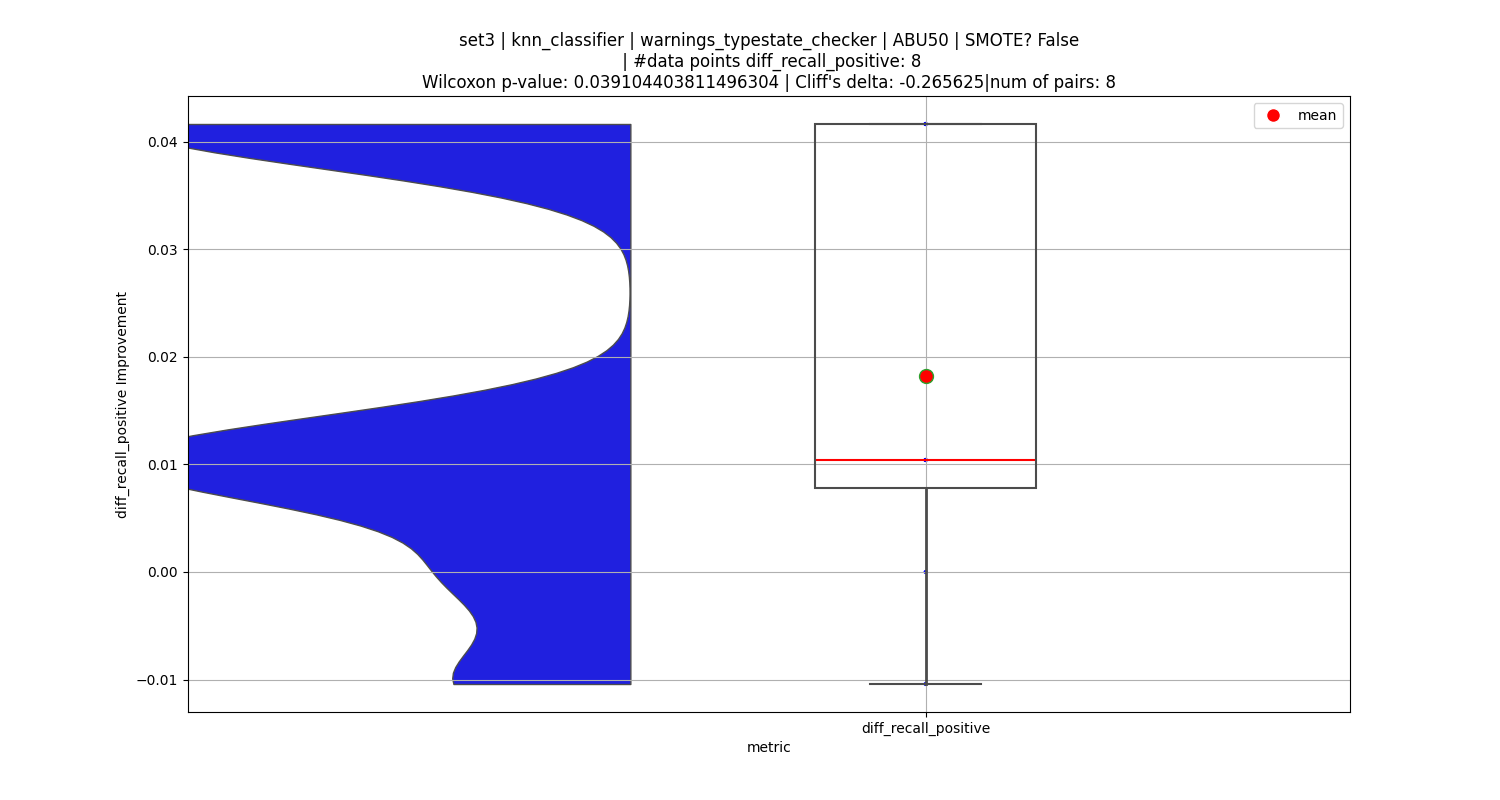 set3 | knn_classifier | warnings_typestate_checker | ABU50 | SMOTE? False
| #data points diff_recall_positive: 8
Wilcoxon p-value: 0.039104403811496304 | Cliff's delta: -0.265625|num of pairs: 8
mean
0.04
0.03
0.02
0.01
0.00
−0.01
diff_recall_positive Improvement
diff_recall_positive
metric